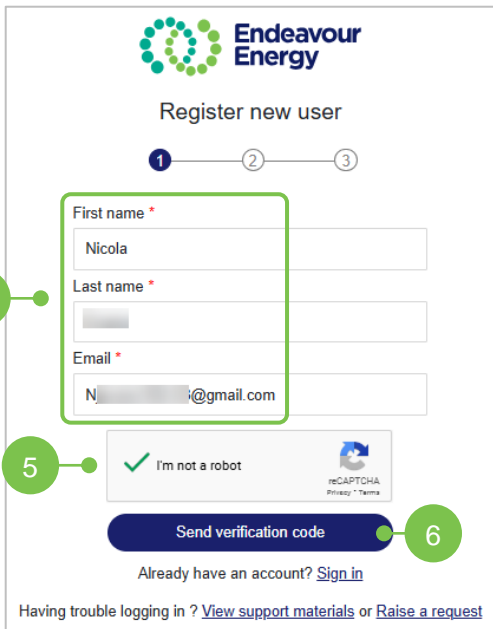 Endeavour
Energy
Register new user
1 2 3
First name *
Nicola
Last name *
Email *
@gmail.com
5
I'm not a robot
reCAPTCHA
Privacy * Terms
Send verification code
6
Already have an account? Sign in
Having trouble logging in ? View support materials or Raise a request